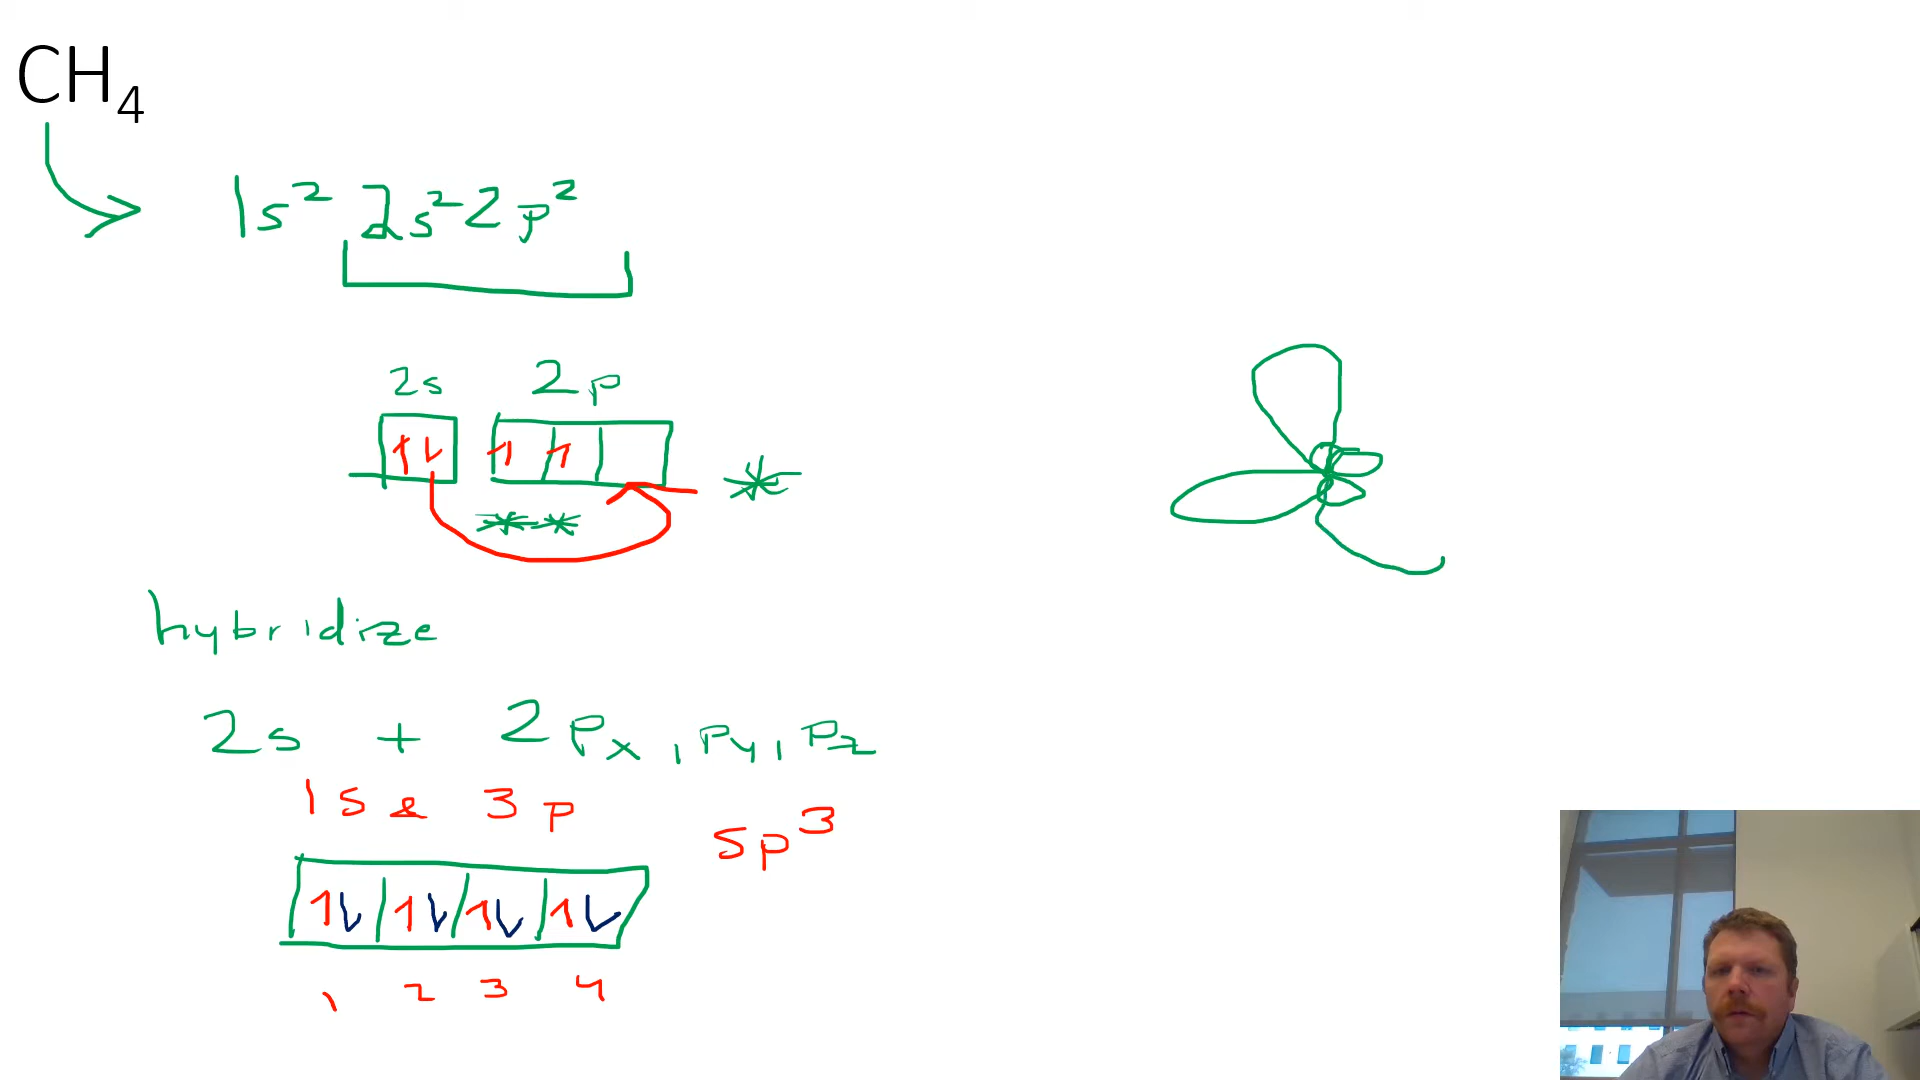 CH₄
1s² 2s² 2p²
2s 2p
↿⇂ ↿ ↿
* *
*
hybridize
2s + 2px, py, pz
1s & 3p
sp³
↿⇂ ↿⇂ ↿⇂ ↿⇂
1 2 3 4